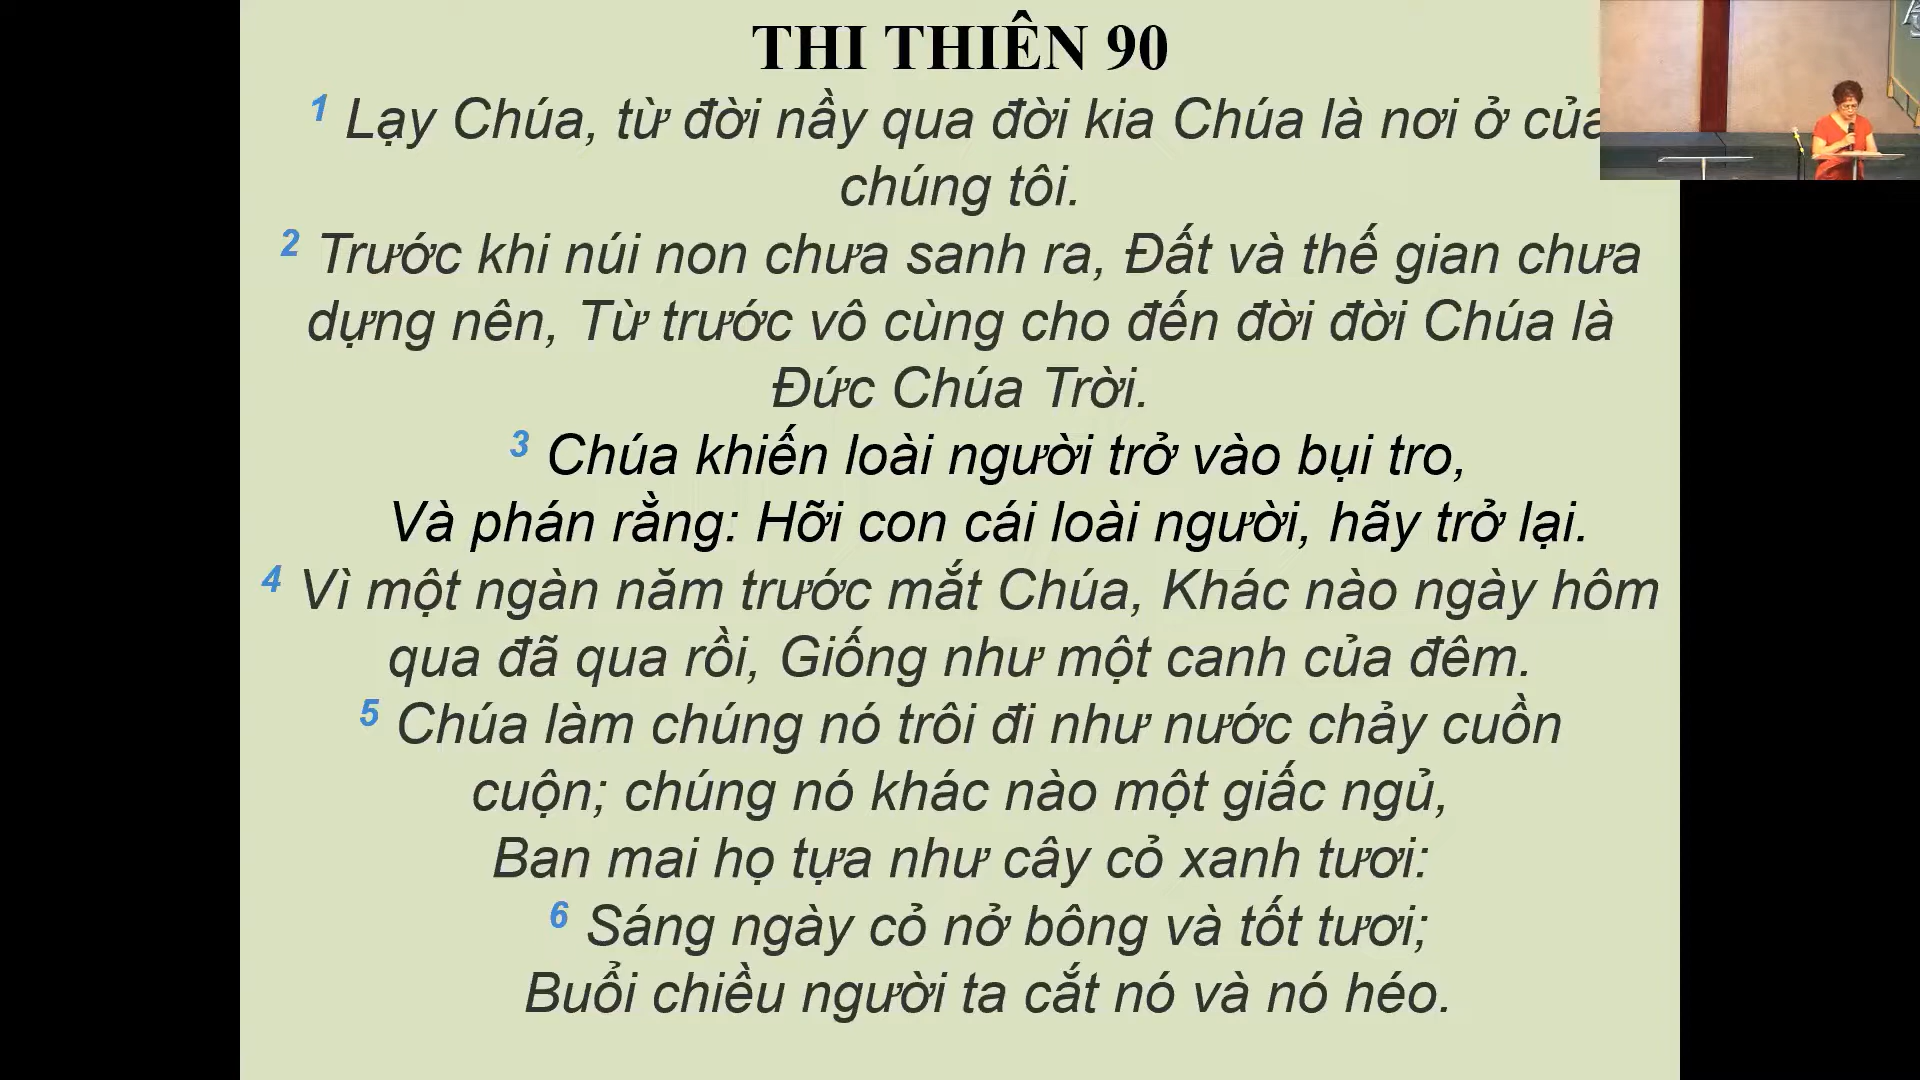 THI THIÊN 90
1 Lạy Chúa, từ đời nầy qua đời kia Chúa là nơi ở của
chúng tôi.
2 Trước khi núi non chưa sanh ra, Đất và thế gian chưa
dựng nên, Từ trước vô cùng cho đến đời đời Chúa là
Đức Chúa Trời.
3 Chúa khiến loài người trở vào bụi tro,
Và phán rằng: Hỡi con cái loài người, hãy trở lại.
4 Vì một ngàn năm trước mắt Chúa, Khác nào ngày hôm
qua đã qua rồi, Giống như một canh của đêm.
5 Chúa làm chúng nó trôi đi như nước chảy cuồn
cuộn; chúng nó khác nào một giấc ngủ,
Ban mai họ tựa như cây cỏ xanh tươi:
6 Sáng ngày cỏ nở bông và tốt tươi;
Buổi chiều người ta cắt nó và nó héo.